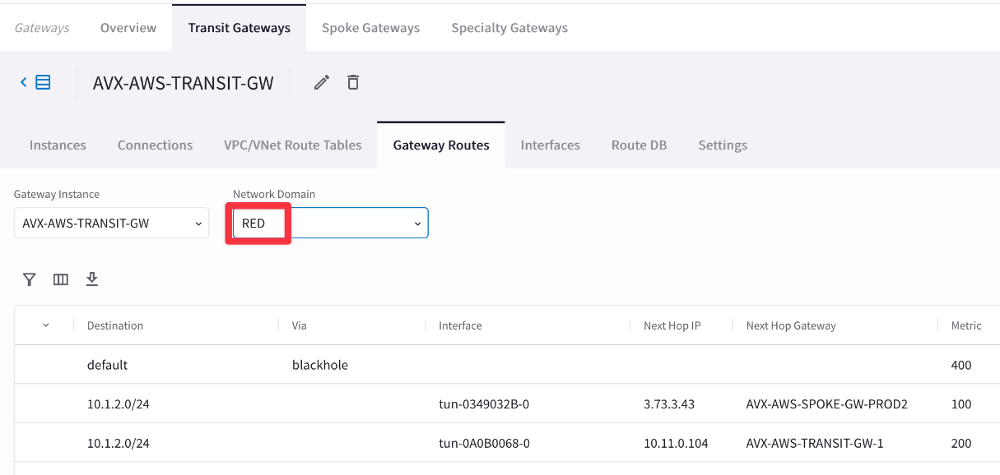 Gateways Overview Transit Gateways Spoke Gateways Specialty Gateways
AVX-AWS-TRANSIT-GW
Instances Connections VPC/VNet Route Tables Gateway Routes Interfaces Route DB Settings
Gateway Instance Network Domain
AVX-AWS-TRANSIT-GW RED
Destination Via Interface Next Hop IP Next Hop Gateway Metric
default blackhole 400
10.1.2.0/24 tun-0349032B-0 3.73.3.43 AVX-AWS-SPOKE-GW-PROD2 100
10.1.2.0/24 tun-0A0B0068-0 10.11.0.104 AVX-AWS-TRANSIT-GW-1 200